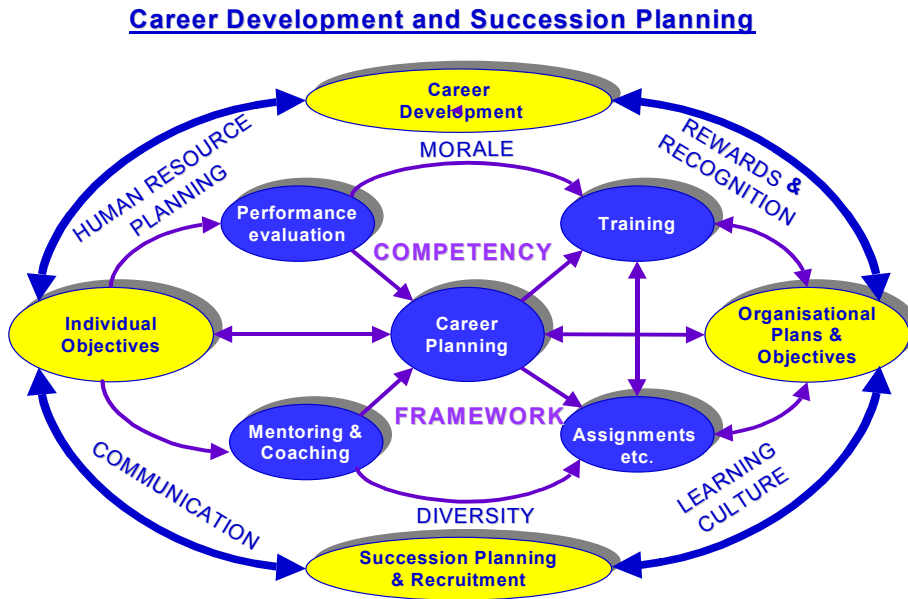 Career Development and Succession Planning
Career
Development
MORALE
HUMAN RESOURCE
PLANNING
REWARDS &
RECOGNITION
Performance
evaluation
Training
COMPETENCY
Individual
Objectives
Career
Planning
Organisational
Plans &
Objectives
FRAMEWORK
Mentoring &
Coaching
Assignments
etc.
COMMUNICATION
LEARNING
CULTURE
DIVERSITY
Succession Planning
& Recruitment